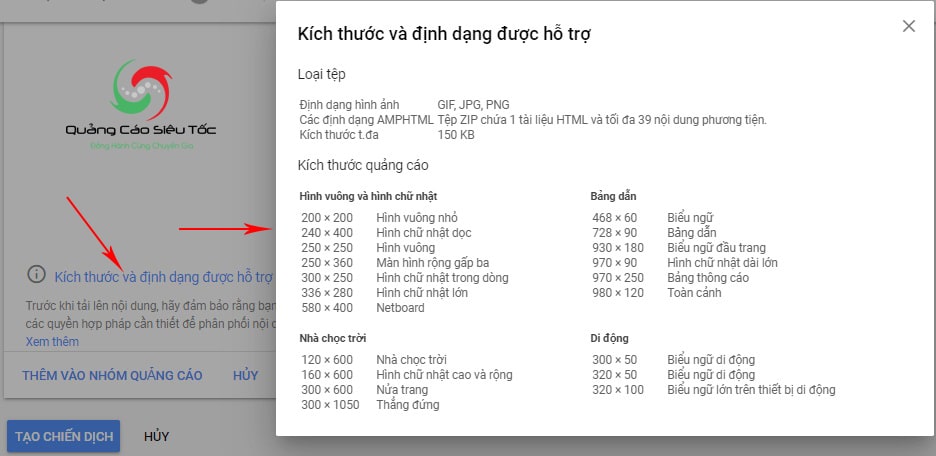 Quảng Cáo Siêu Tốc
Đồng Hành Cùng Chuyên Gia
Kích thước và định dạng được hỗ trợ
Trước khi tải lên nội dung, hãy đảm bảo rằng bạn
các quyền hợp pháp cần thiết để phân phối nội
Xem thêm
THÊM VÀO NHÓM QUẢNG CÁO HỦY
TẠO CHIẾN DỊCH HỦY
Kích thước và định dạng được hỗ trợ
Loại tệp
Định dạng hình ảnh GIF, JPG, PNG
Các định dạng AMPHTML Tệp ZIP chứa 1 tài liệu HTML và tối đa 39 nội dung phương tiện.
Kích thước t.đa 150 KB
Kích thước quảng cáo
Hình vuông và hình chữ nhật
200 × 200 Hình vuông nhỏ
240 × 400 Hình chữ nhật dọc
250 × 250 Hình vuông
250 × 360 Màn hình rộng gấp ba
300 × 250 Hình chữ nhật trong dòng
336 × 280 Hình chữ nhật lớn
580 × 400 Netboard
Bảng dẫn
468 × 60 Biểu ngữ
728 × 90 Bảng dẫn
930 × 180 Biểu ngữ đầu trang
970 × 90 Hình chữ nhật dài lớn
970 × 250 Bảng thông cáo
980 × 120 Toàn cảnh
Nhà chọc trời
120 × 600 Nhà chọc trời
160 × 600 Hình chữ nhật cao và rộng
300 × 600 Nửa trang
300 × 1050 Thẳng đứng
Di động
300 × 50 Biểu ngữ di động
320 × 50 Biểu ngữ di động
320 × 100 Biểu ngữ lớn trên thiết bị di động